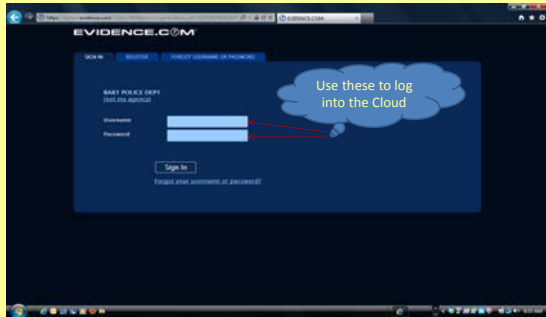 EVIDENCE.COM
EVIDENCE.C M
SIGN IN REGISTER FORGOT USERNAME OR PASSWORD
BART POLICE DEPT
(not my agency)
Use these to log
into the Cloud
Username
Password
Sign In
Forgot your username or password?